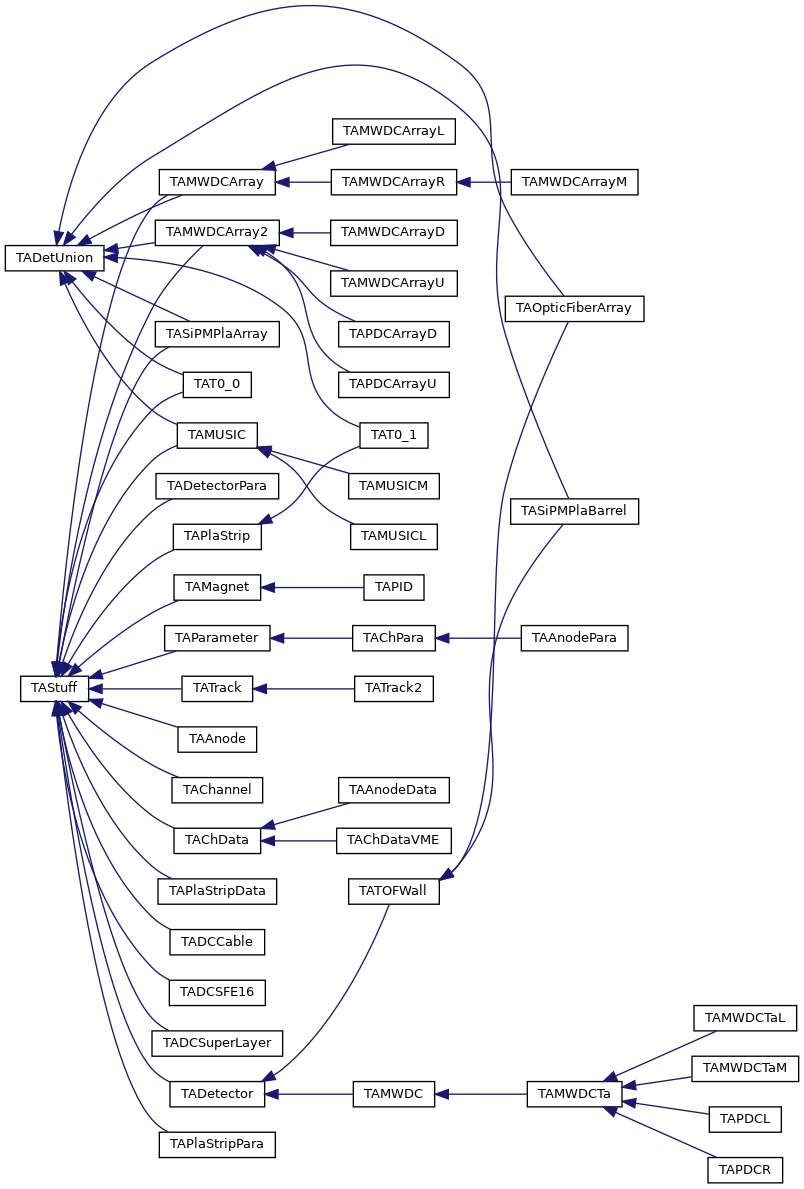 TAMWDCArrayL
TAMWDCArray
TAMWDCArrayR
TAMWDCArrayM
TAMWDCArray2
TAMWDCArrayD
TADetUnion
TAMWDCArrayU
TAOpticFiberArray
TASiPMPlaArray
TAPDCArrayD
TAT0_0
TAPDCArrayU
TAMUSIC
TAT0_1
TADetectorPara
TAMUSICM
TASiPMPlaBarrel
TAPlaStrip
TAMUSICL
TAMagnet
TAPID
TAParameter
TAChPara
TAAnodePara
TAStuff
TATrack
TATrack2
TAAnode
TAChannel
TAAnodeData
TAChData
TAChDataVME
TAPlaStripData
TATOFWall
TADCCable
TADCSFE16
TAMWDCTaL
TADCSuperLayer
TAMWDCTaM
TADetector
TAMWDC
TAMWDCTa
TAPDCL
TAPlaStripPara
TAPDCR